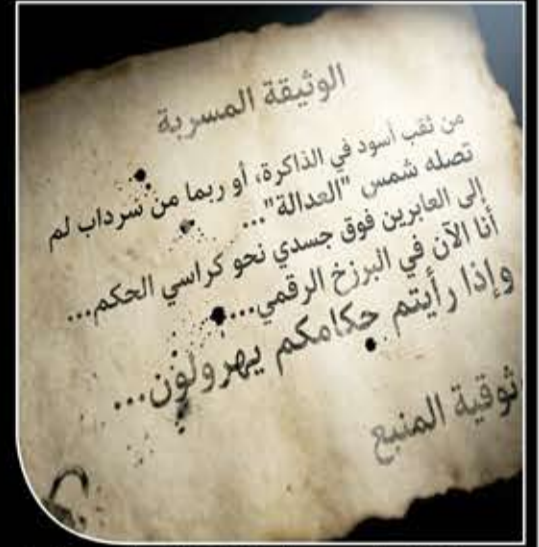 الوثيقة المسربة
من ثقب أسود في الذاكرة، أو ربما من سرداب لم
تصله شمس "العدالة"...
إلى العابرين فوق جسدي نحو كراسي الحكم...
أنا الآن في البرزخ الرقمي...
وإذا رأيتم حكامكم يهرولون...
ثوقية المنبع